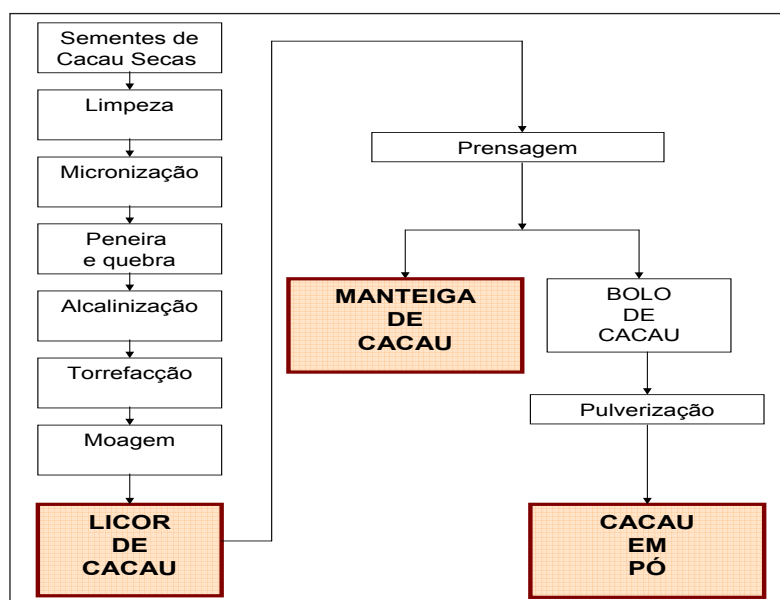 Sementes de
Cacau Secas
Limpeza
Micronização
Peneira
e quebra
Alcalinização
Torrefacção
Moagem
LICOR
DE
CACAU
Prensagem
MANTEIGA
DE
CACAU
BOLO
DE
CACAU
Pulverização
CACAU
EM
PÓ